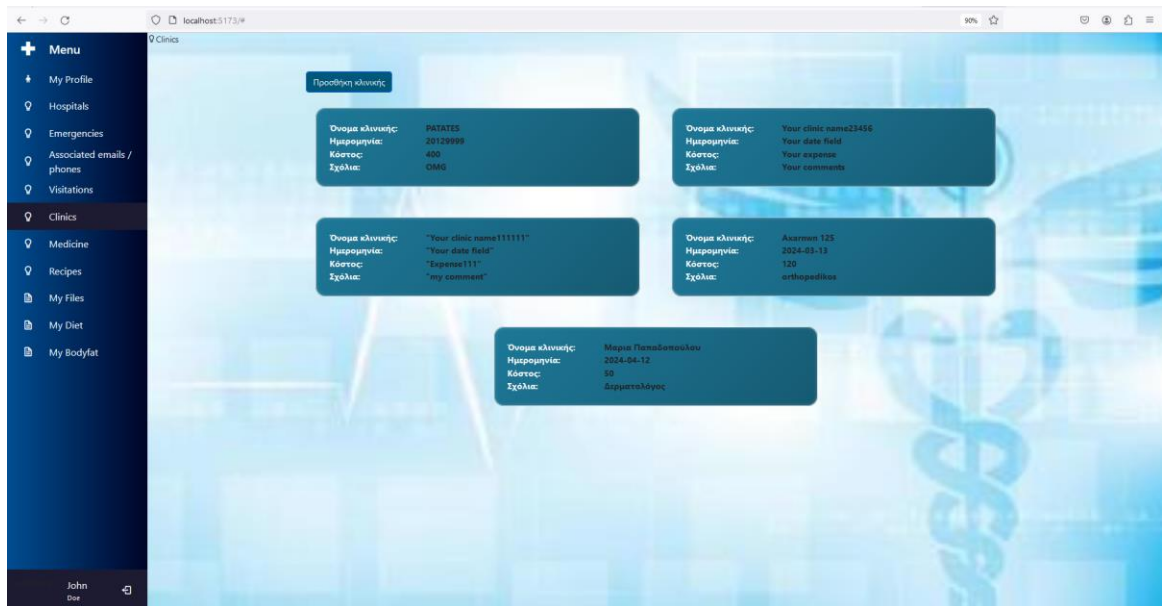 localhost:5173/#
90%
Menu
My Profile
Hospitals
Emergencies
Associated emails /
phones
Visitations
Clinics
Medicine
Recipes
My Files
My Diet
My Bodyfat
John
Doe
Clinics
Προσθήκη κλινικής
Όνομα κλινικής: PATATES
Ημερομηνία: 20129999
Κόστος: 400
Σχόλια: OMG
Όνομα κλινικής: Your clinic name23456
Ημερομηνία: Your date field
Κόστος: Your expense
Σχόλια: Your comments
Όνομα κλινικής: "Your clinic name111111"
Ημερομηνία: "Your date field"
Κόστος: "Expense111"
Σχόλια: "my comment"
Όνομα κλινικής: Axarnon 125
Ημερομηνία: 2024-03-13
Κόστος: 120
Σχόλια: orthopedikos
Όνομα κλινικής: Μαρια Παπαδοπούλου
Ημερομηνία: 2024-04-12
Κόστος: 50
Σχόλια: Δερματολόγος